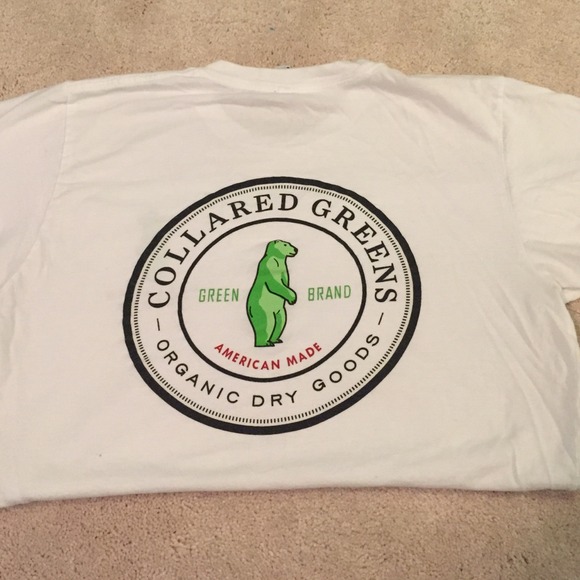 COLLARED GREENS
GREEN BRAND
AMERICAN MADE
– ORGANIC DRY GOODS –